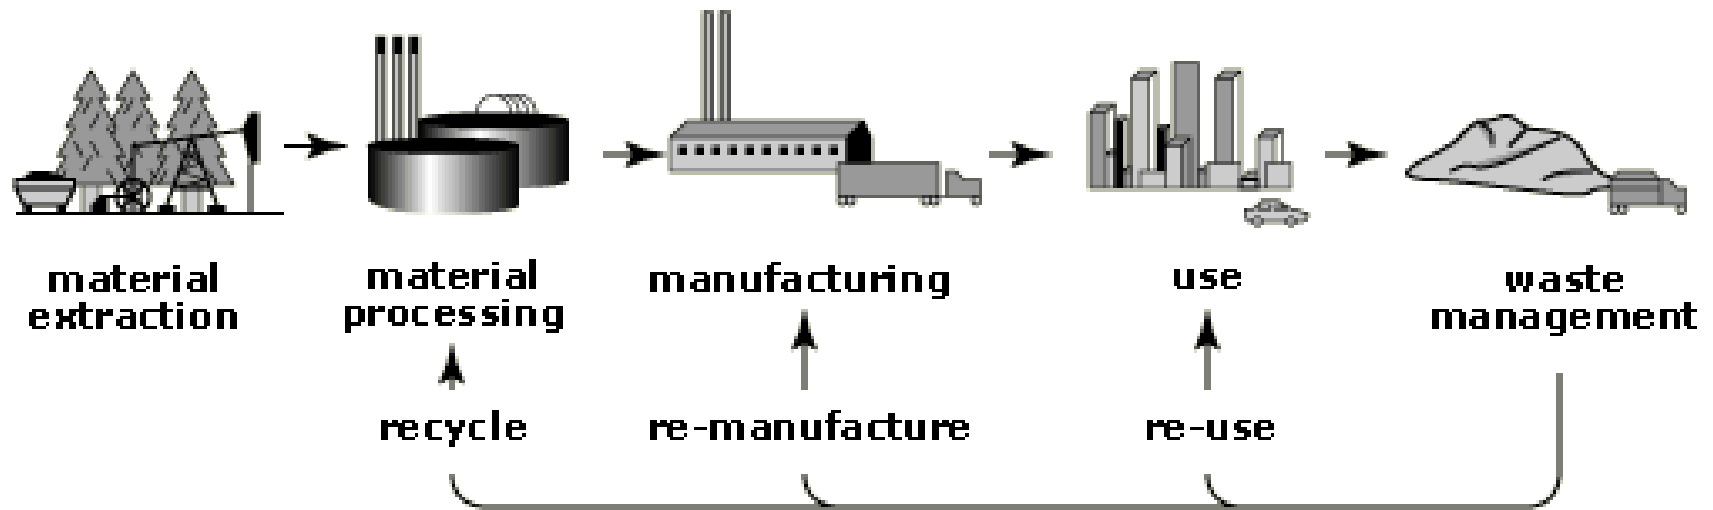 material
extraction
material
processing
manufacturing
use
waste
management
recycle
re-manufacture
re-use